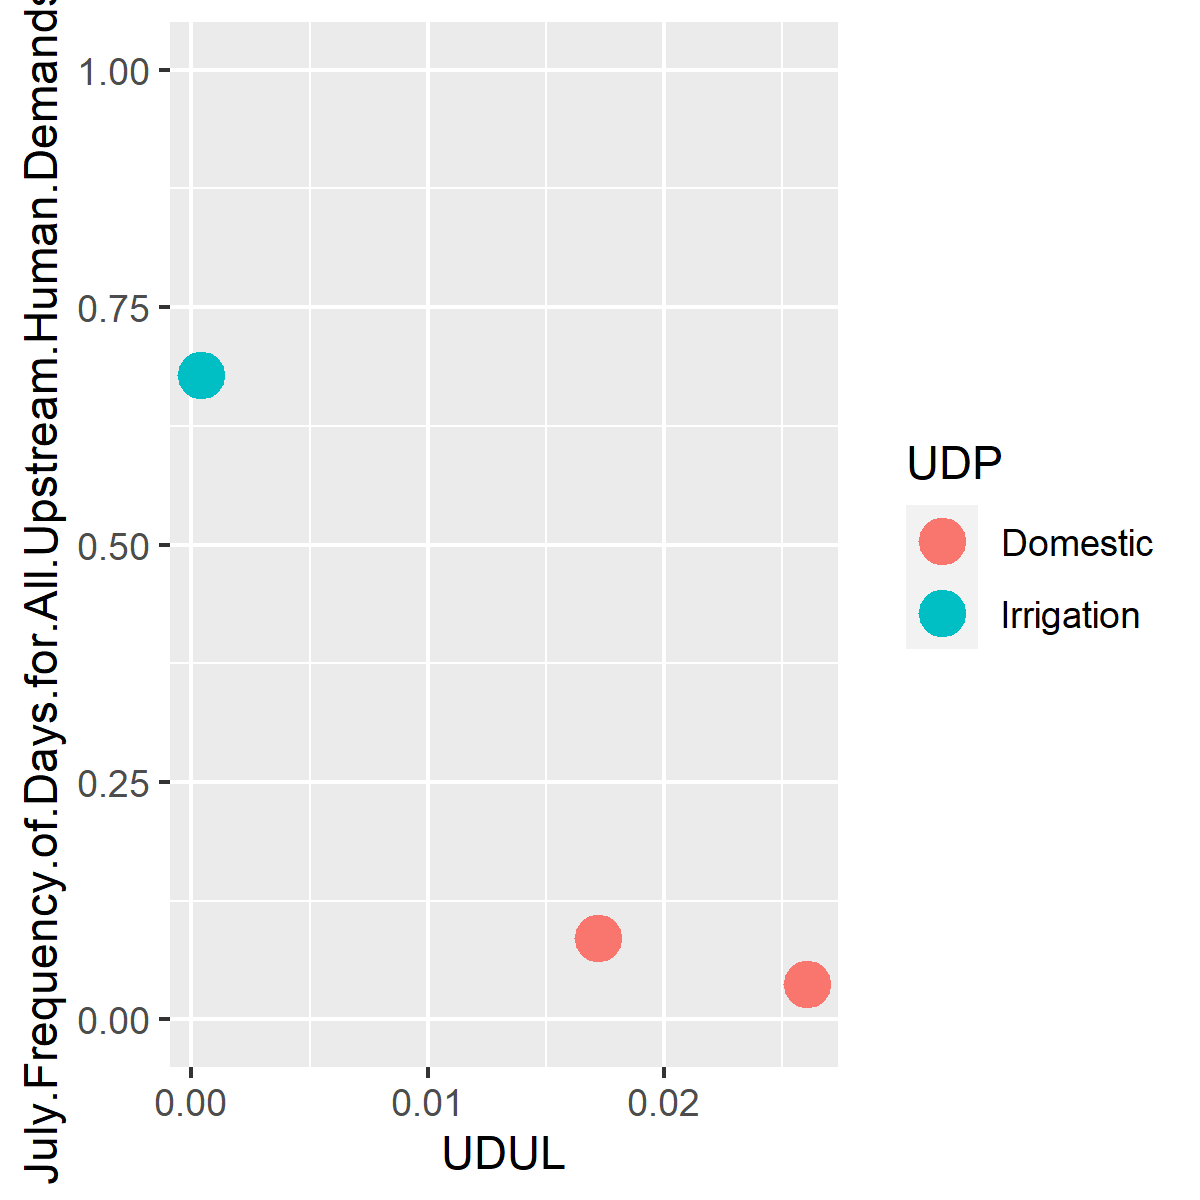 July.Frequency.of.Days.for.All.Upstream.Human.Demands
1.00
0.75
0.50
0.25
0.00
0.00 0.01 0.02
UDUL
UDP
Domestic
Irrigation